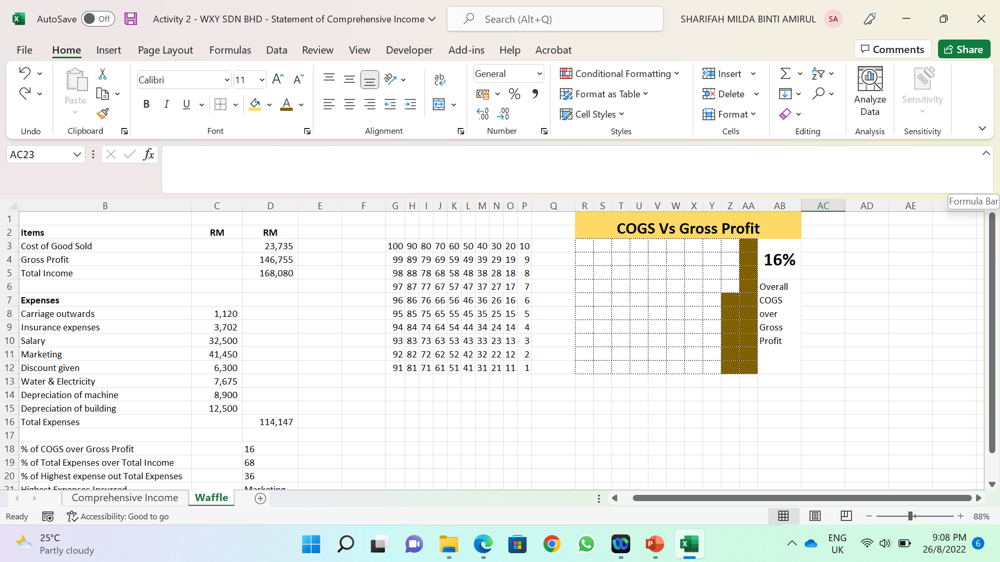 AutoSave Off Activity 2 - WXY SDN BHD - Statement of Comprehensive Income Search (Alt+Q) SHARIFAH MILDA BINTI AMIRUL SA
File Home Insert Page Layout Formulas Data Review View Developer Add-ins Help Acrobat Comments Share
Calibri 11 General Conditional Formatting Insert
Paste Format as Table Delete Analyze Data Sensitivity
B I U Cell Styles Format
Undo Clipboard Font Alignment Number Styles Cells Editing Analysis Sensitivity
AC23 fx
Formula Bar
B C D E F G H I J K L M N O P Q R S T U V W X Y Z AA AB AC AD AE
1
2 Items RM RM COGS Vs Gross Profit
3 Cost of Good Sold 23,735 100 90 80 70 60 50 40 30 20 10
4 Gross Profit 146,755 99 89 79 69 59 49 39 29 19 9 16%
5 Total Income 168,080 98 88 78 68 58 48 38 28 18 8
6 97 87 77 67 57 47 37 27 17 7 Overall
7 Expenses 96 86 76 66 56 46 36 26 16 6 COGS
8 Carriage outwards 1,120 95 85 75 65 55 45 35 25 15 5 over
9 Insurance expenses 3,702 94 84 74 64 54 44 34 24 14 4 Gross
10 Salary 32,500 93 83 73 63 53 43 33 23 13 3 Profit
11 Marketing 41,450 92 82 72 62 52 42 32 22 12 2
12 Discount given 6,300 91 81 71 61 51 41 31 21 11 1
13 Water & Electricity 7,675
14 Depreciation of machine 8,900
15 Depreciation of building 12,500
16 Total Expenses 114,147
17
18 % of COGS over Gross Profit 16
19 % of Total Expenses over Total Income 68
20 % of Highest expense out Total Expenses 36
21 Highest Expenses Incurred Marketing
Comprehensive Income Waffle
Ready Accessibility: Good to go 88%
25°C ENG 9:08 PM
Partly cloudy UK 26/8/2022 6